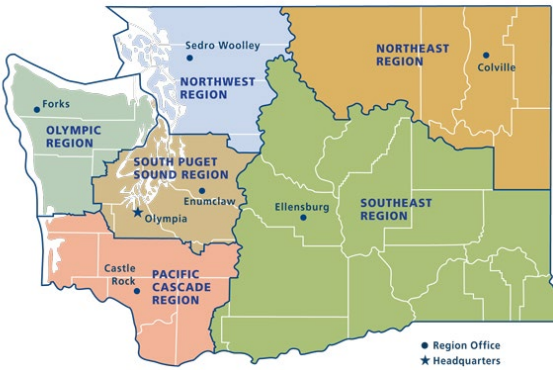 Sedro Woolley
NORTHWEST
REGION
NORTHEAST
REGION
Colville
Forks
OLYMPIC
REGION
SOUTH PUGET
SOUND REGION
Enumclaw
Olympia
Ellensburg
SOUTHEAST
REGION
Castle
Rock
PACIFIC
CASCADE
REGION
Region Office
Headquarters